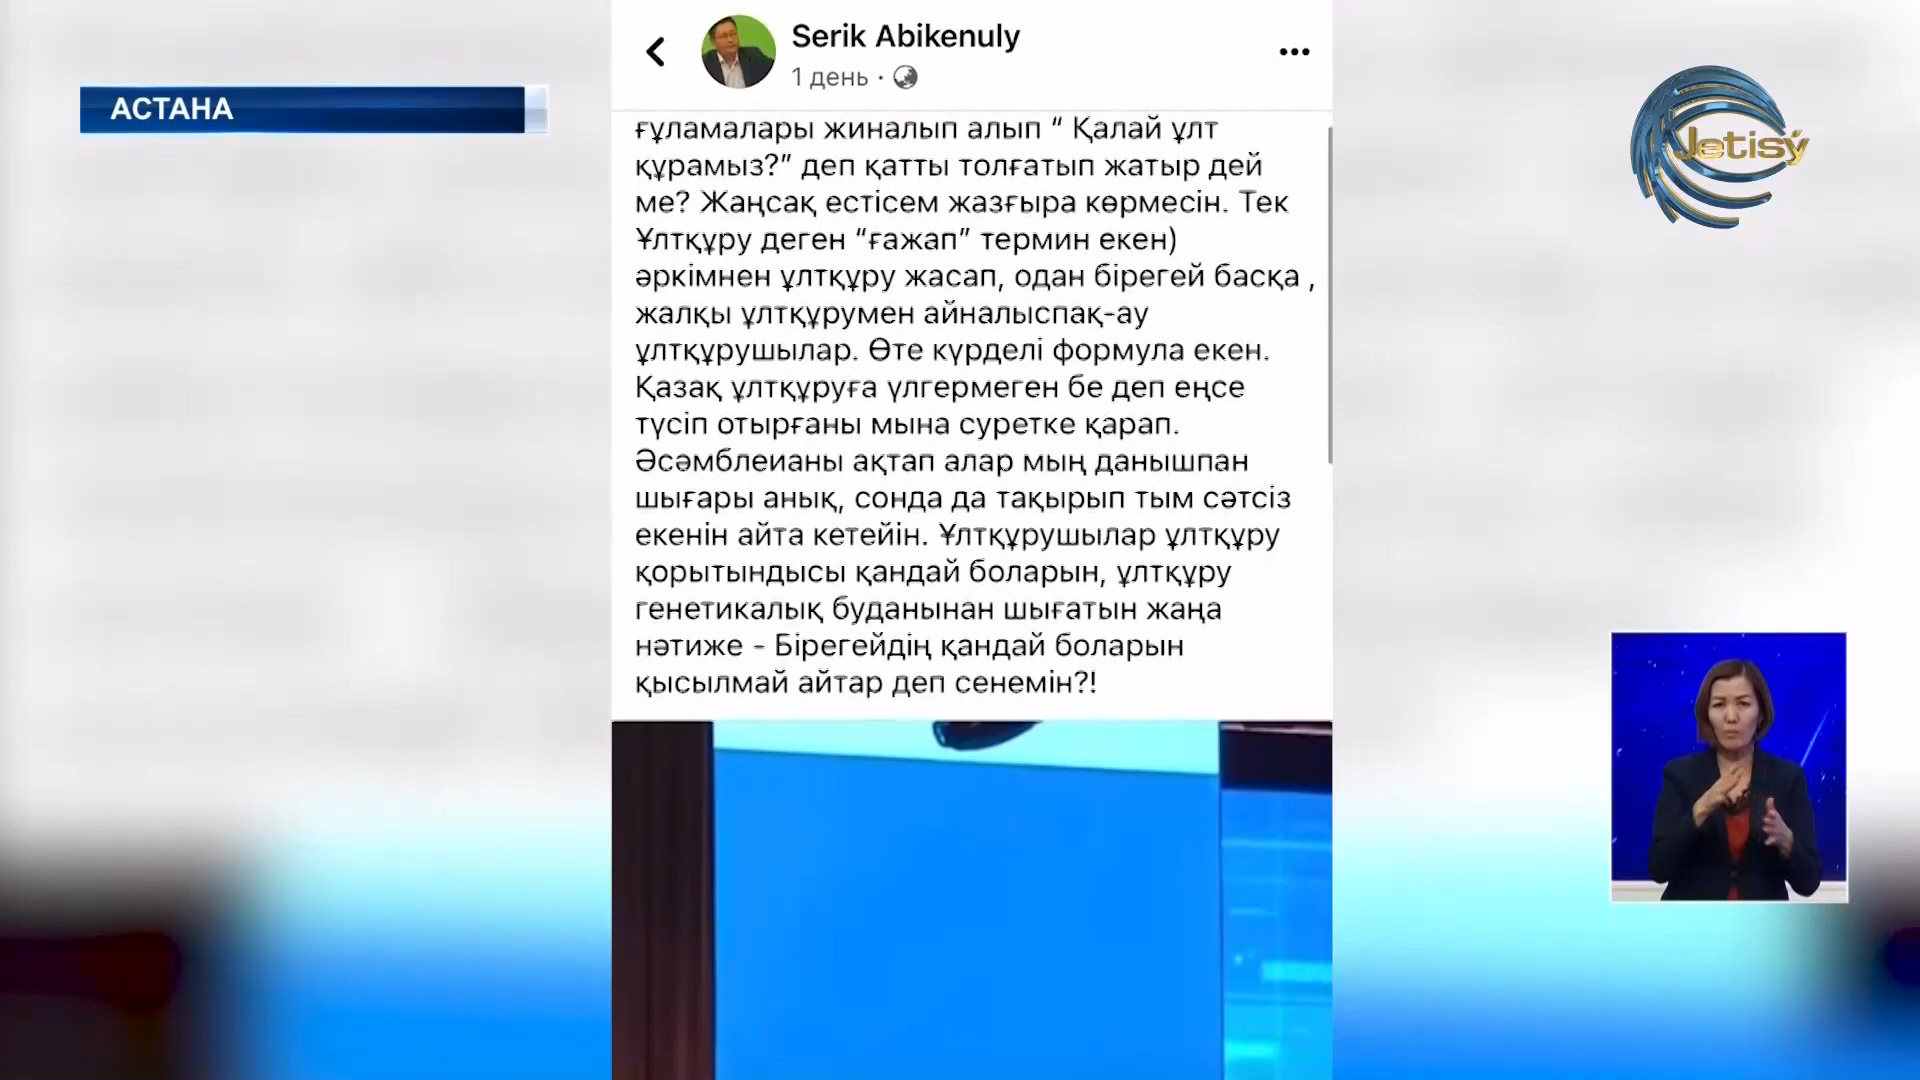 АСТАНА
Serik Abikenuly
1 день ·
Jetisý
ғұламалары жиналып алып “ Қалай ұлт
құрамыз?” деп қатты толғатып жатыр дей
ме? Жаңсақ естісем жазғыра көрмесін. Тек
Ұлтқұру деген “ғажап” термин екен)
әркімнен ұлтқұру жасап, одан бірегей басқа ,
жалқы ұлтқұрумен айналыспақ-ау
ұлтқұрушылар. Өте күрделі формула екен.
Қазақ ұлтқұруға үлгермеген бе деп еңсе
түсіп отырғаны мына суретке қарап.
Әсәмблеианы ақтап алар мың данышпан
шығары анық, сонда да тақырып тым сәтсіз
екенін айта кетейін. Ұлтқұрушылар ұлтқұру
қорытындысы қандай боларын, ұлтқұру
генетикалық буданынан шығатын жаңа
нәтиже - Бірегейдің қандай боларын
қысылмай айтар деп сенемін?!